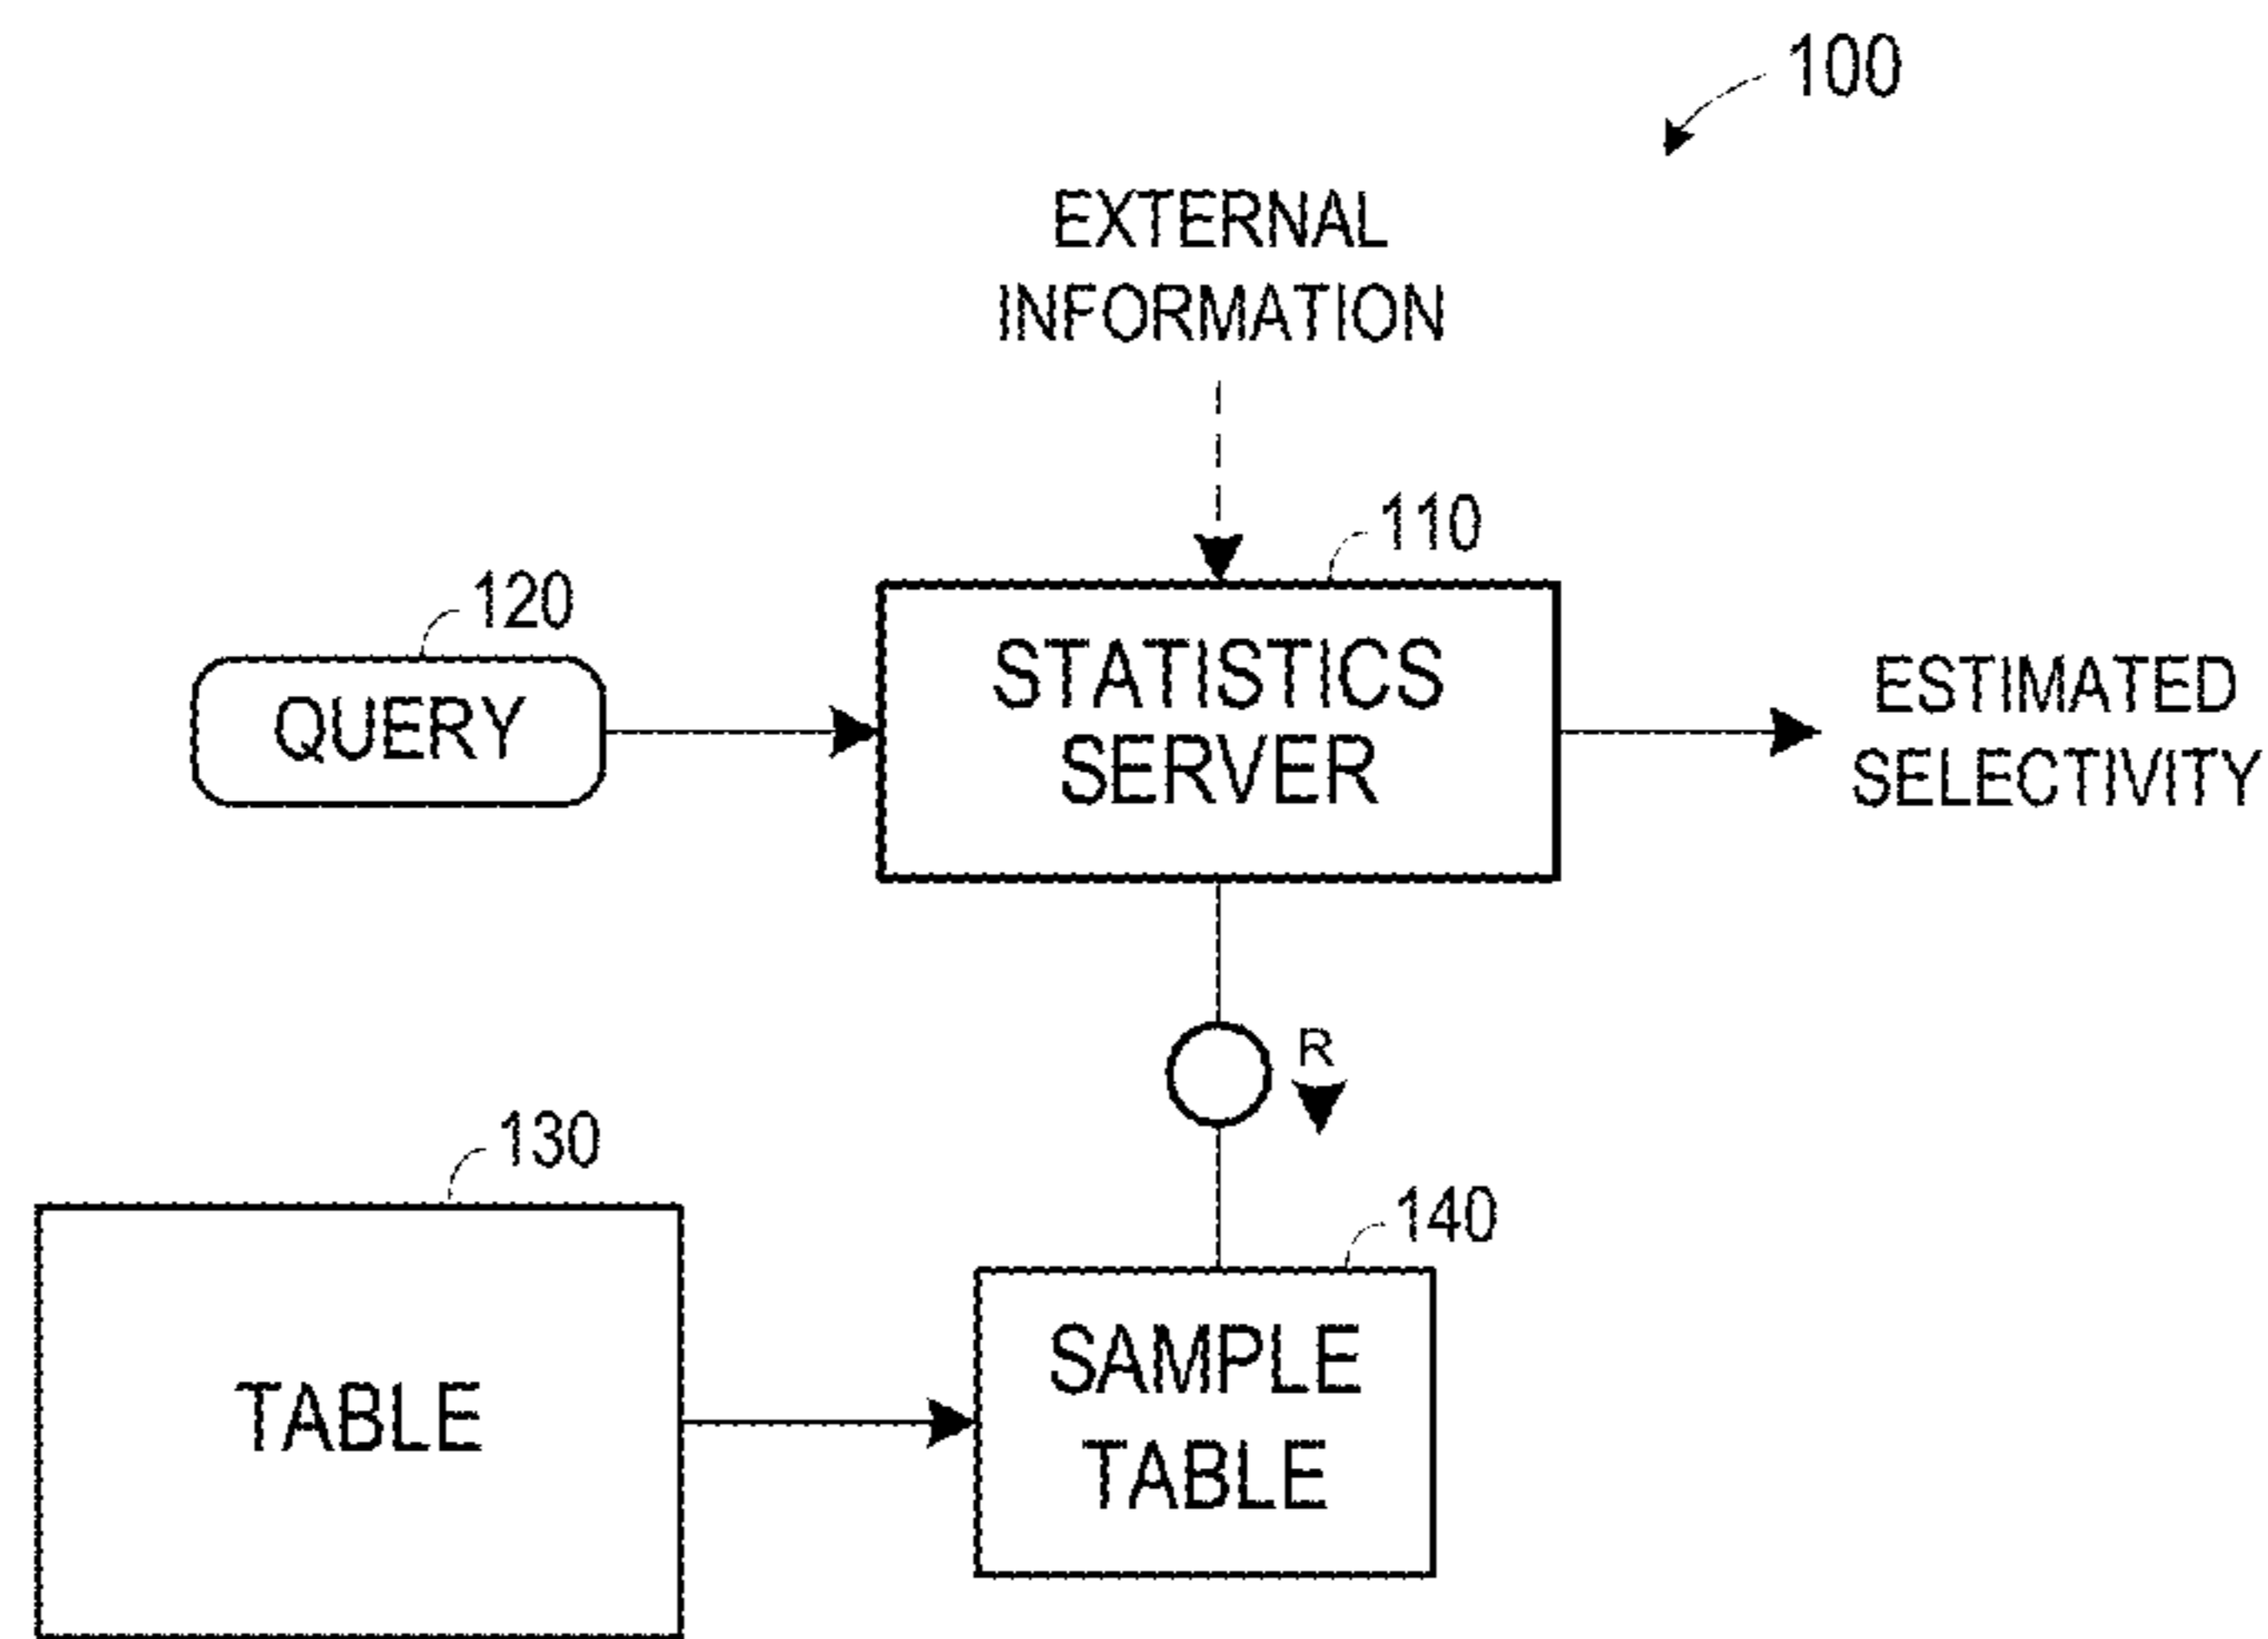 100
EXTERNAL
INFORMATION
110
120
STATISTICS
SERVER
QUERY
ESTIMATED
SELECTIVITY
R
130
140
TABLE
SAMPLE
TABLE